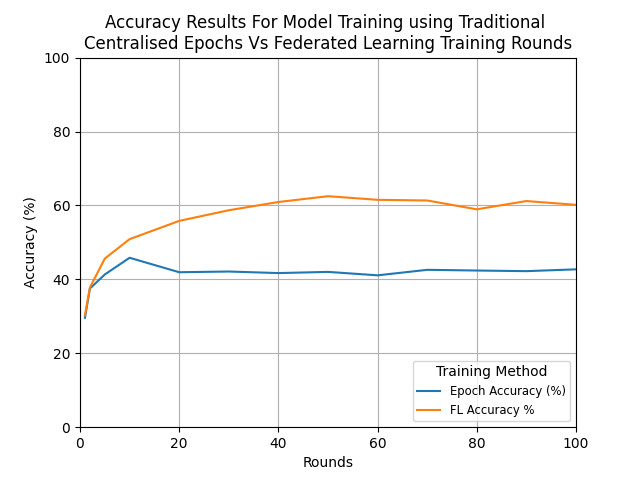 Accuracy Results For Model Training using Traditional
Centralised Epochs Vs Federated Learning Training Rounds
100
80
60
40
20
0
Accuracy (%)
Training Method
Epoch Accuracy (%)
FL Accuracy %
0 20 40 60 80 100
Rounds